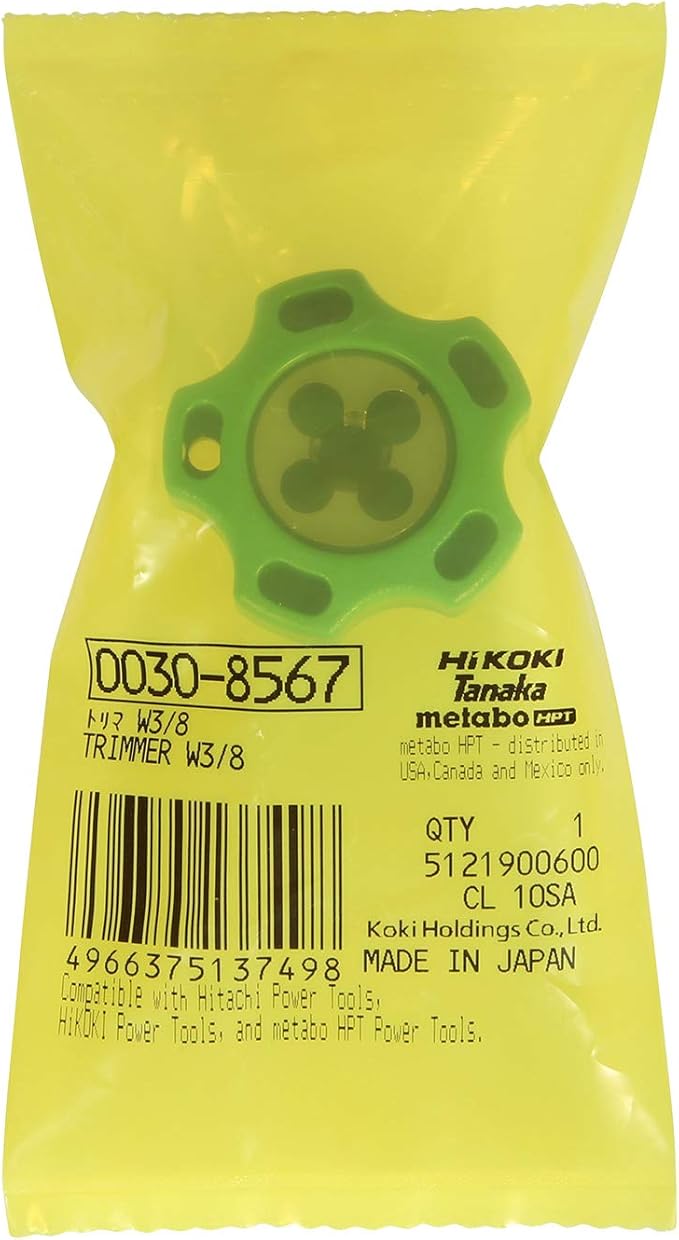 0030-8567
トリマ W3/8
TRIMMER W3/8
HiKOKI
Tanaka
metabo HPT
metabo HPT - distributed in
USA,Canada and Mexico only.
QTY 1
5121900600
CL 10SA
Koki Holdings Co.,Ltd.
MADE IN JAPAN
4966375137498
Compatible with Hitachi Power Tools,
HiKOKI Power Tools, and metabo HPT Power Tools.